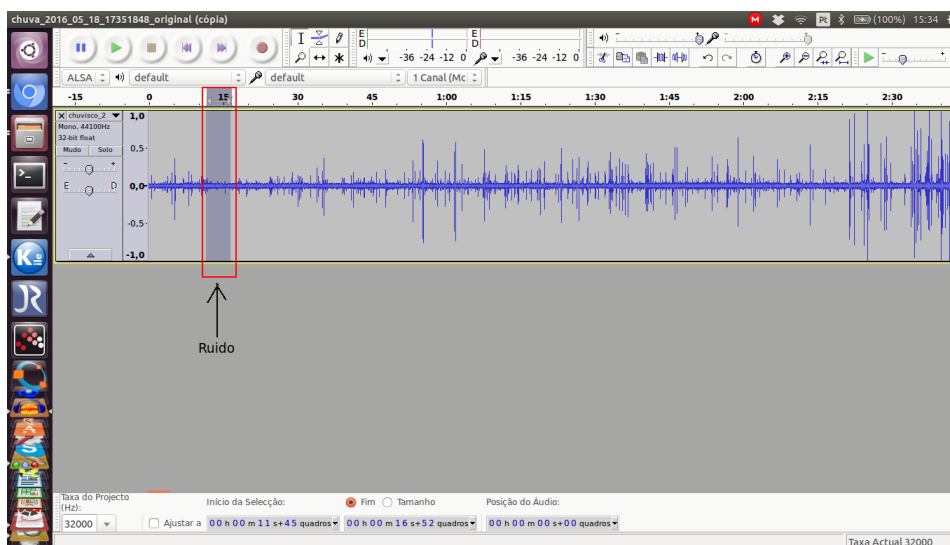 chuva_2016_05_18_17351848_original (cópia)
Pt (100%) 15:34
E
D
E
D
-36 -24 -12 0
-36 -24 -12 0
ALSA default default 1 Canal (Mc
-15 0 15 30 45 1:00 1:15 1:30 1:45 2:00 2:15 2:30
X chuvisco_2
Mono, 44100Hz
32-bit float
Mudo Solo
- +
E D
1,0
0.5
0,0
-0.5
-1,0
Ruido
Taxa do Projecto
(Hz):
Início da Selecção: Fim Tamanho Posição do Áudio:
32000 Ajustar a 00 h 00 m 11 s+45 quadros 00 h 00 m 16 s+52 quadros 00 h 00 m 00 s+00 quadros
Taxa Actual 32000